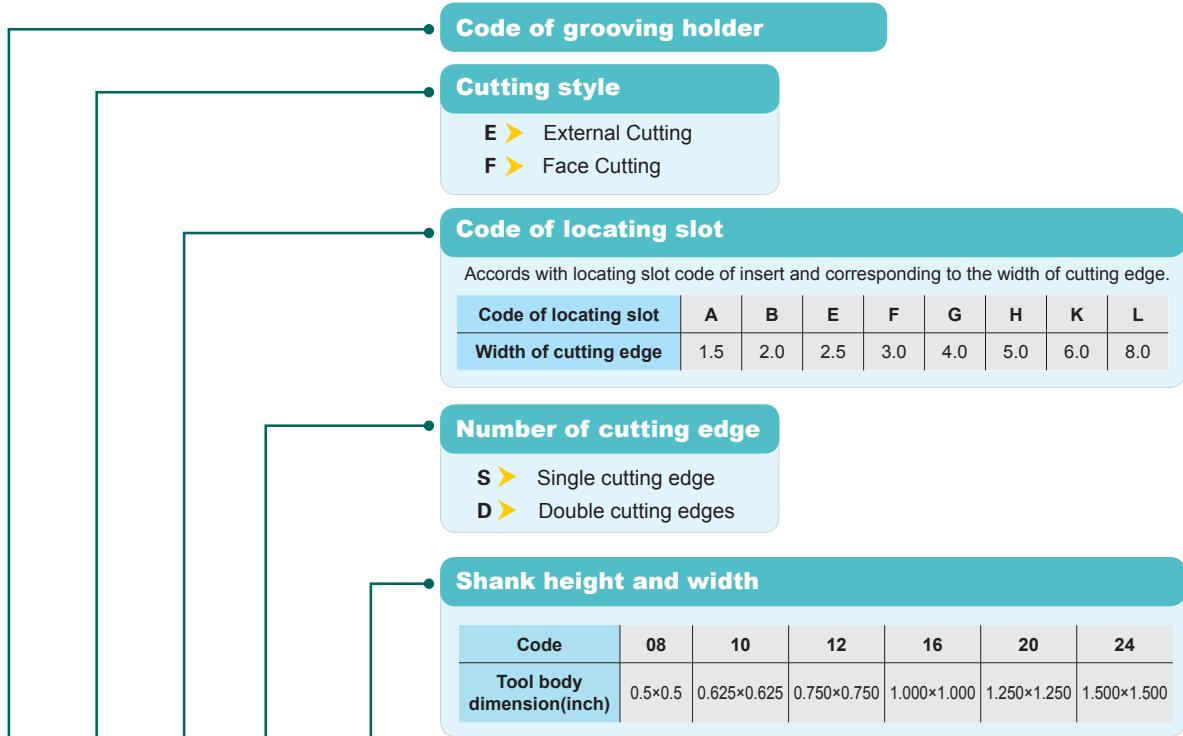 Code of grooving holder
Cutting style
E External Cutting
F Face Cutting
Code of locating slot
Accords with locating slot code of insert and corresponding to the width of cutting edge.
Code of locating slot A B E F G H K L
Width of cutting edge 1.5 2.0 2.5 3.0 4.0 5.0 6.0 8.0
Number of cutting edge
S Single cutting edge
D Double cutting edges
Shank height and width
Code 08 10 12 16 20 24
Tool body
dimension(inch) 0.5×0.5 0.625×0.625 0.750×0.750 1.000×1.000 1.250×1.250 1.500×1.500